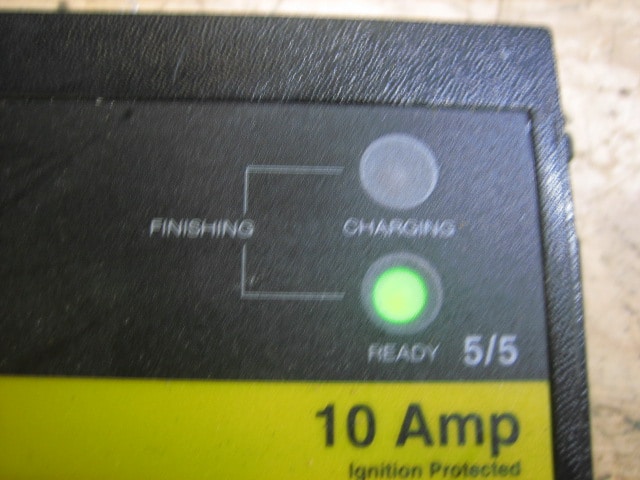 FINISHING CHARGING
READY 5/5
10 Amp
Ignition Protected